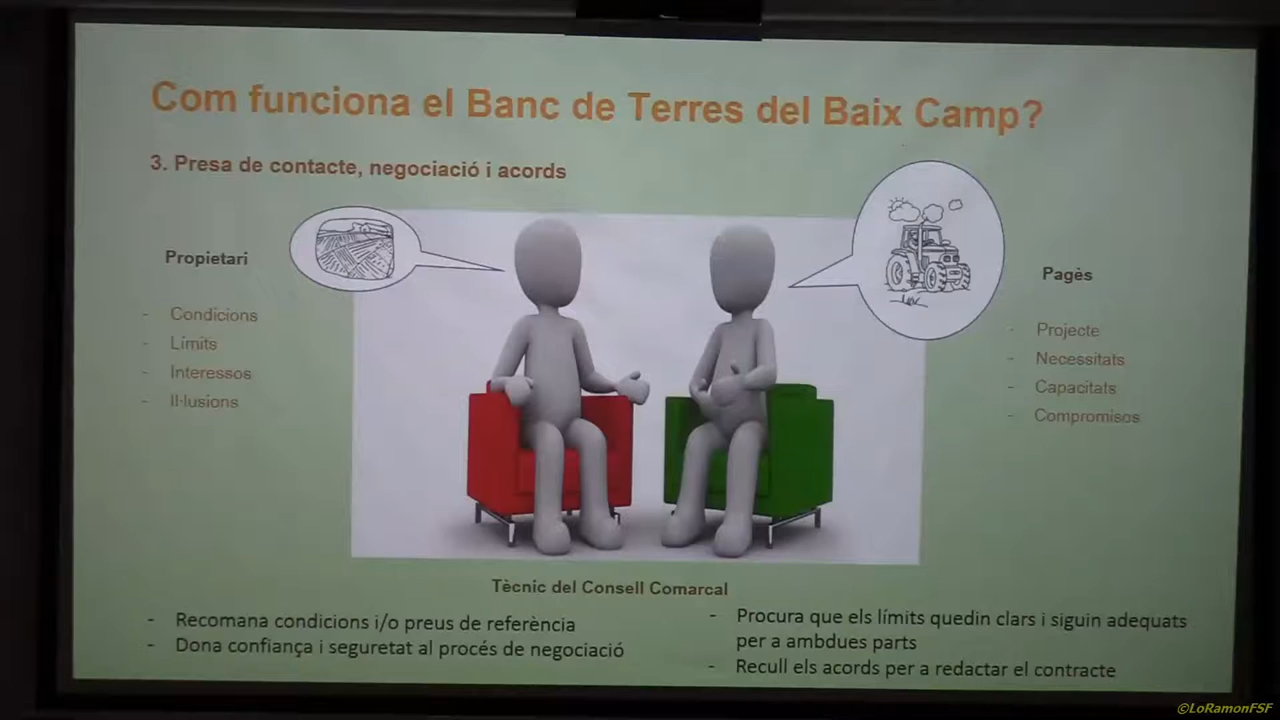 Com funciona el Banc de Terres del Baix Camp?
3. Presa de contacte, negociació i acords
Propietari
- Condicions
- Límits
- Interessos
- Il·lusions
Pagès
- Projecte
- Necessitats
- Capacitats
- Compromisos
Tècnic del Consell Comarcal
- Recomana condicions i/o preus de referència
- Dona confiança i seguretat al procés de negociació
- Procura que els límits quedin clars i siguin adequats
per a ambdues parts
- Recull els acords per a redactar el contracte
©LoRamonFSF